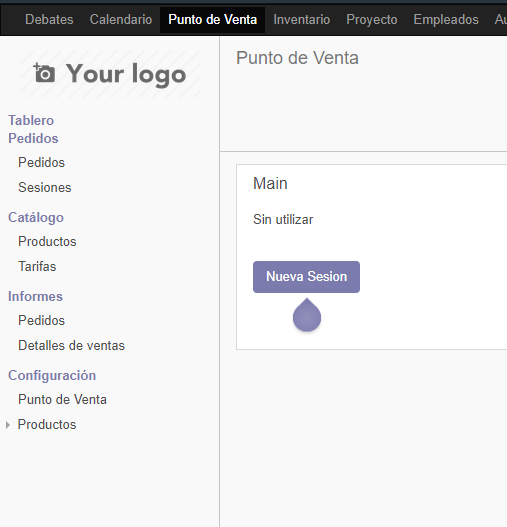 Debates Calendario Punto de Venta Inventario Proyecto Empleados
Your logo
Punto de Venta
Tablero
Pedidos
Pedidos
Sesiones
Catálogo
Productos
Tarifas
Informes
Pedidos
Detalles de ventas
Configuración
Punto de Venta
Productos
Main
Sin utilizar
Nueva Sesion